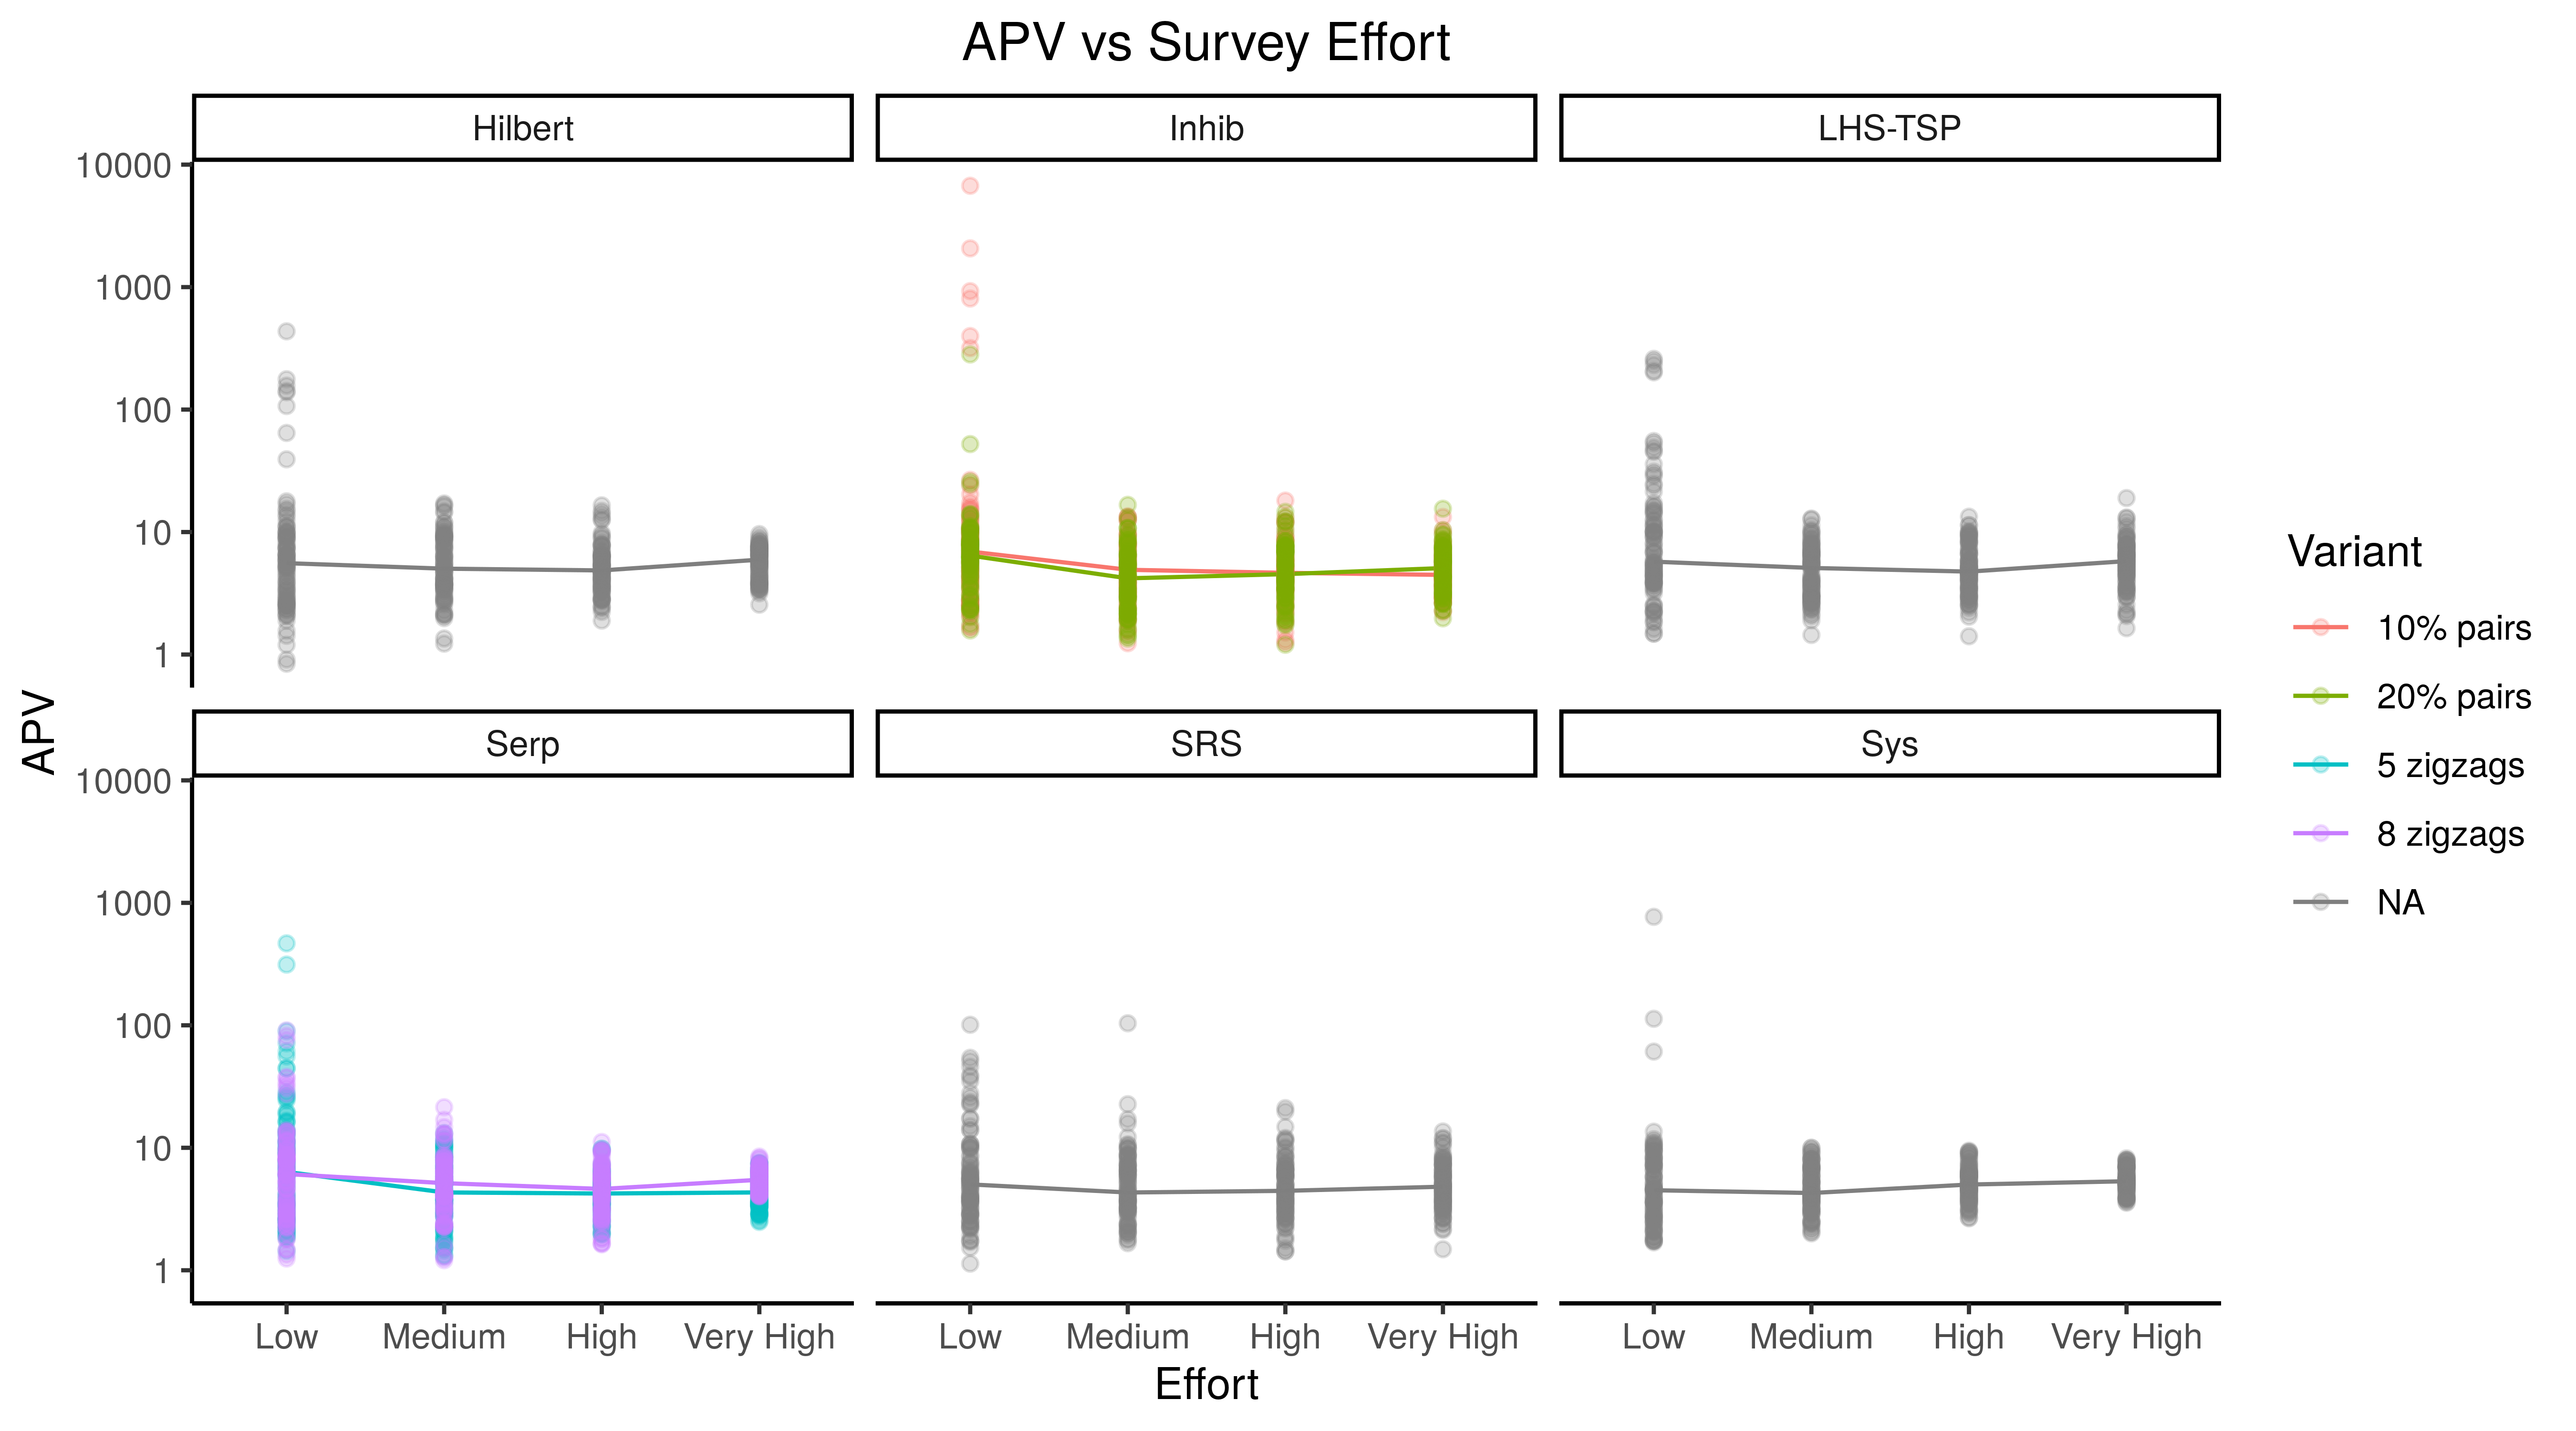 APV vs Survey Effort
Hilbert
Inhib
LHS-TSP
10000
1000
100
10
1
Serp
SRS
Sys
10000
1000
100
10
1
APV
Low Medium High Very High
Low Medium High Very High
Low Medium High Very High
Effort
Variant
10% pairs
20% pairs
5 zigzags
8 zigzags
NA